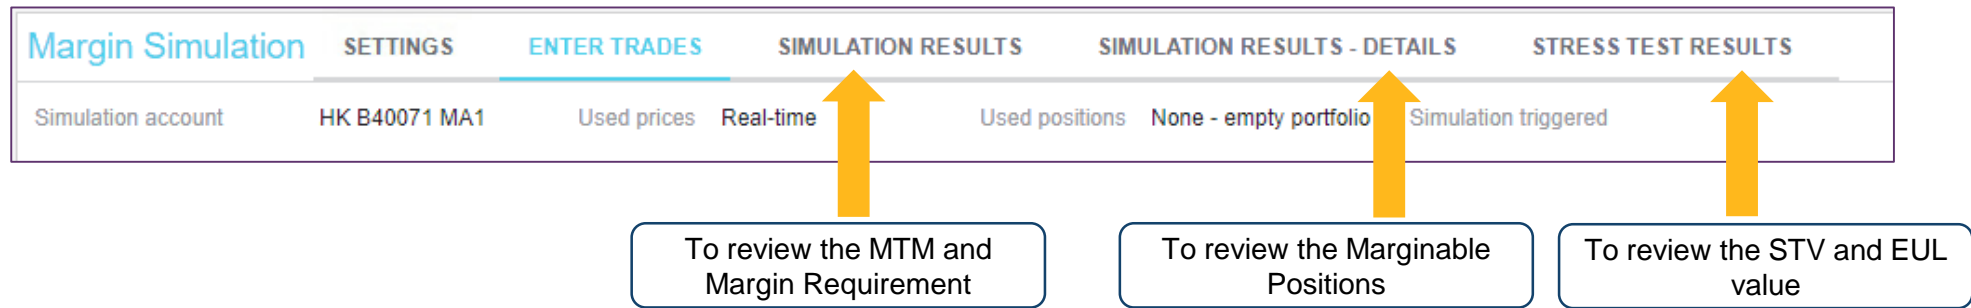 Margin Simulation SETTINGS ENTER TRADES SIMULATION RESULTS SIMULATION RESULTS - DETAILS STRESS TEST RESULTS
Simulation account HK B40071 MA1 Used prices Real-time Used positions None - empty portfolio Simulation triggered
To review the MTM and
Margin Requirement
To review the Marginable
Positions
To review the STV and EUL
value